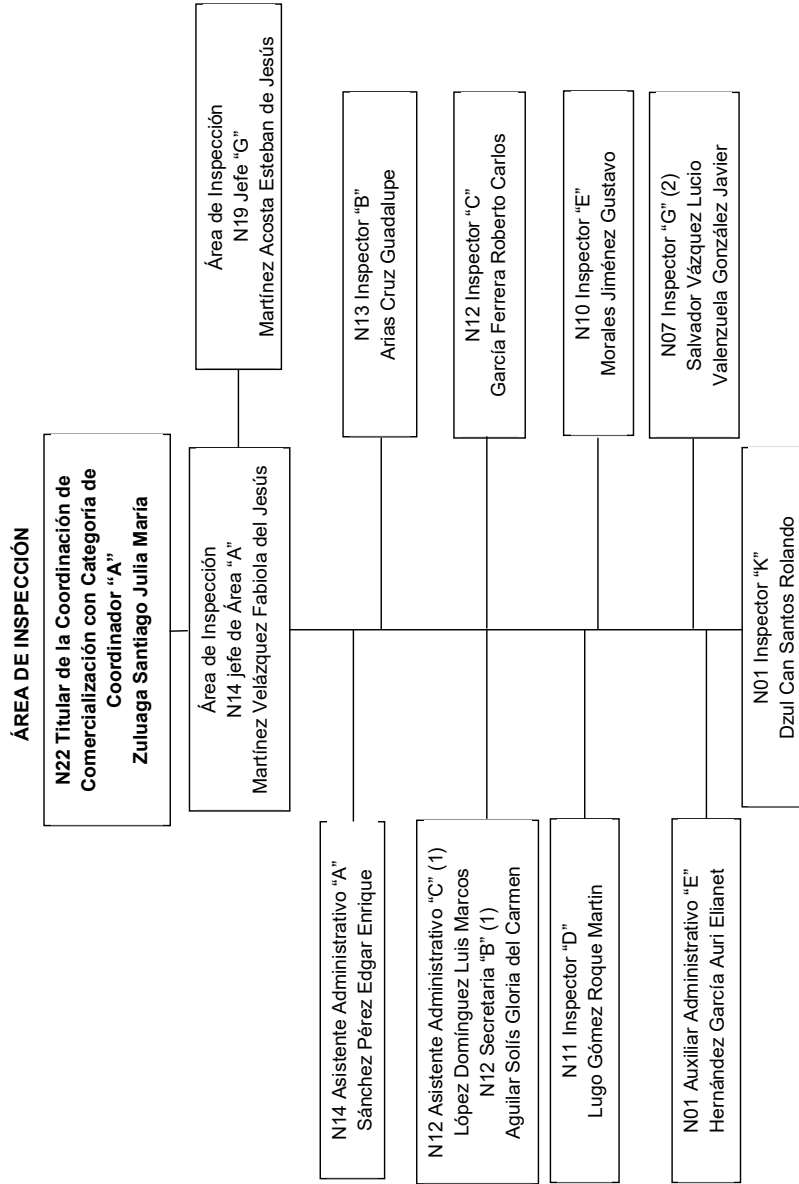 ÁREA DE INSPECCIÓN
N22 Titular de la Coordinación de
Comercialización con Categoría de
Coordinador “A”
Zuluaga Santiago Julia María
Área de Inspección
N14 jefe de Área “A”
Martínez Velázquez Fabiola del Jesús
Área de Inspección
N19 Jefe “G”
Martínez Acosta Esteban de Jesús
N14 Asistente Administrativo “A”
Sánchez Pérez Edgar Enrique
N13 Inspector “B”
Arias Cruz Guadalupe
N12 Asistente Administrativo “C” (1)
López Domínguez Luis Marcos
N12 Secretaria “B” (1)
Aguilar Solís Gloria del Carmen
N12 Inspector “C”
García Ferrera Roberto Carlos
N11 Inspector “D”
Lugo Gómez Roque Martin
N10 Inspector “E”
Morales Jiménez Gustavo
N01 Auxiliar Administrativo “E”
Hernández García Auri Elianet
N07 Inspector “G” (2)
Salvador Vázquez Lucio
Valenzuela González Javier
N01 Inspector “K”
Dzul Can Santos Rolando